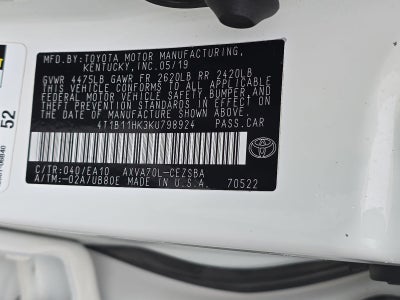 MFD.BY:TOYOTA MOTOR MANUFACTURING,
KENTUCKY, INC.05/19
GVWR 4475LB GAWR FR 2620LB RR 2420LB
THIS VEHICLE CONFORMS TO ALL APPLICABLE
FEDERAL MOTOR VEHICLE SAFETY, BUMPER, AND
THEFT PREVENTION STANDARDS IN EFFECT ON
THE DATE OF MANUFACTURE SHOWN ABOVE.
4T1B11HK3KU798924 PASS.CAR
C/TR:040/EA10 AXVA70L-CEZSBA
A/TM:-02A/UB80E MADE IN U.S.A. 70522
52